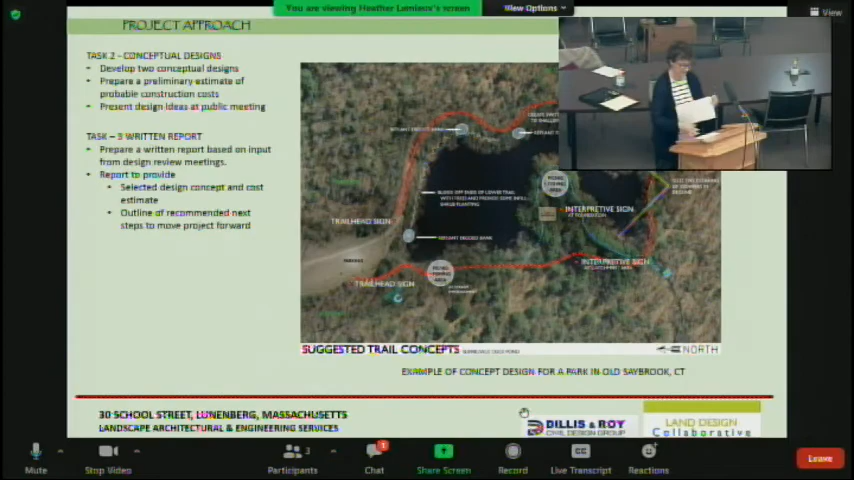 You are viewing Heather Lemieux's screen
View Options
View
PROJECT APPROACH
TASK 2 - CONCEPTUAL DESIGNS
• Develop two conceptual designs
• Prepare a preliminary estimate of
probable construction costs
• Present design ideas at public meeting
TASK – 3 WRITTEN REPORT
• Prepare a written report based on input
from design review meetings.
• Report to provide
• Selected design concept and cost
estimate
• Outline of recommended next
steps to move project forward
TRAILHEAD SIGN
INTERPRETIVE SIGN
INTERPRETIVE SIGN
TRAILHEAD SIGN
SUGGESTED TRAIL CONCEPTS
NORTH
EXAMPLE OF CONCEPT DESIGN FOR A PARK IN OLD SAYBROOK, CT
30 SCHOOL STREET, LUNENBERG, MASSACHUSETTS
LANDSCAPE ARCHITECTURAL & ENGINEERING SERVICES
DILLIS & ROY
CIVIL DESIGN GROUP
LAND DESIGN
Collaborative
Mute
Stop Video
Participants
3
Chat
1
Share Screen
Record
CC
Live Transcript
Reactions
Leave